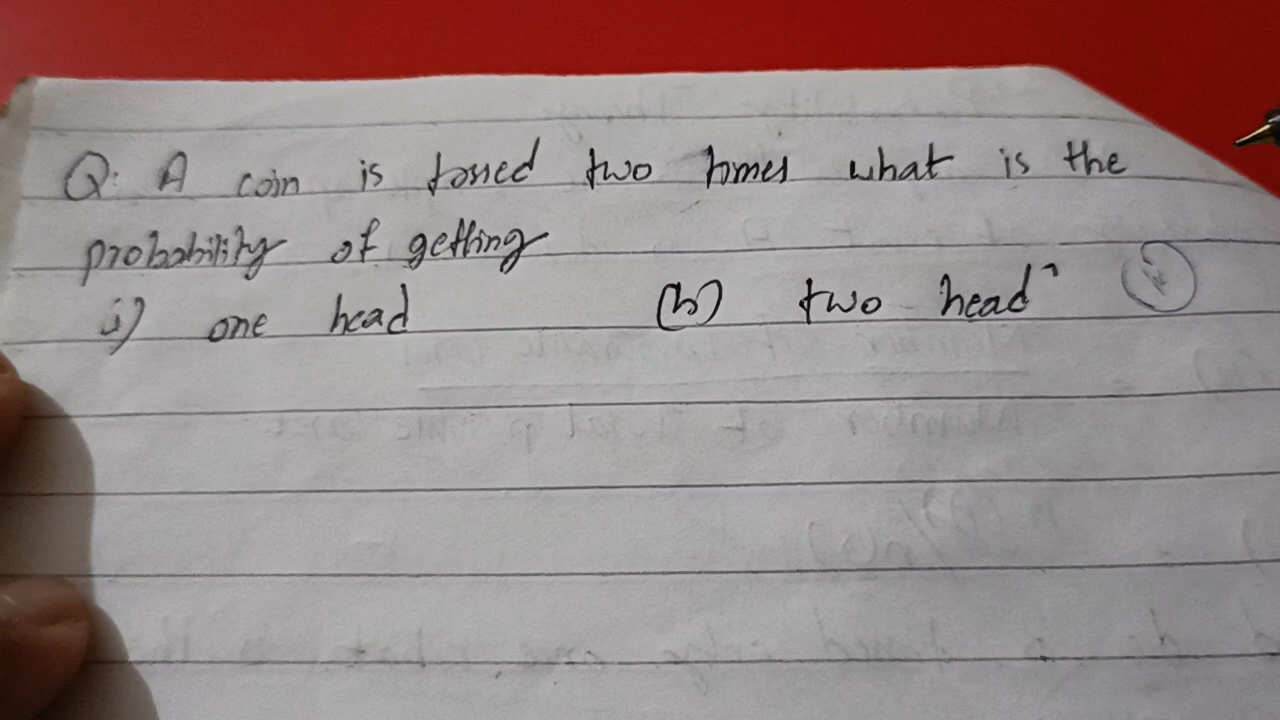 Q: A coin is tossed two times what is the
probability of getting
i) one head (b) two head